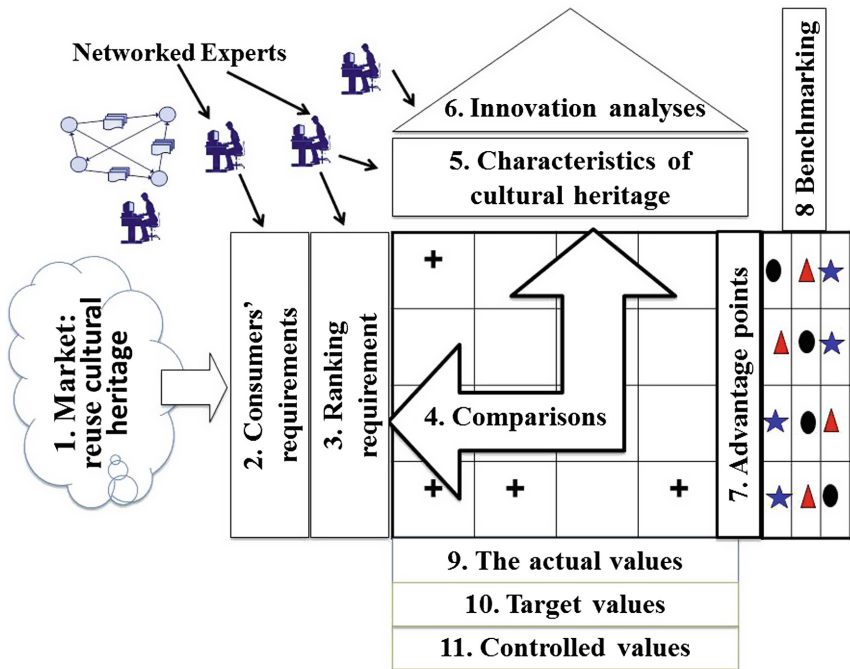 Networked Experts
6. Innovation analyses
5. Characteristics of
cultural heritage
8 Benchmarking
1. Market:
reuse cultural
heritage
2. Consumers’
requirements
3. Ranking
requirement
+
4. Comparisons
+
+
+
7. Advantage points
9. The actual values
10. Target values
11. Controlled values